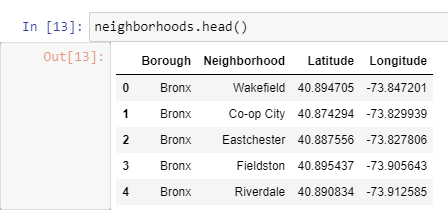 In [13]: neighborhoods.head()
Out[13]:
Borough Neighborhood Latitude Longitude
0 Bronx Wakefield 40.894705 -73.847201
1 Bronx Co-op City 40.874294 -73.829939
2 Bronx Eastchester 40.887556 -73.827806
3 Bronx Fieldston 40.895437 -73.905643
4 Bronx Riverdale 40.890834 -73.912585